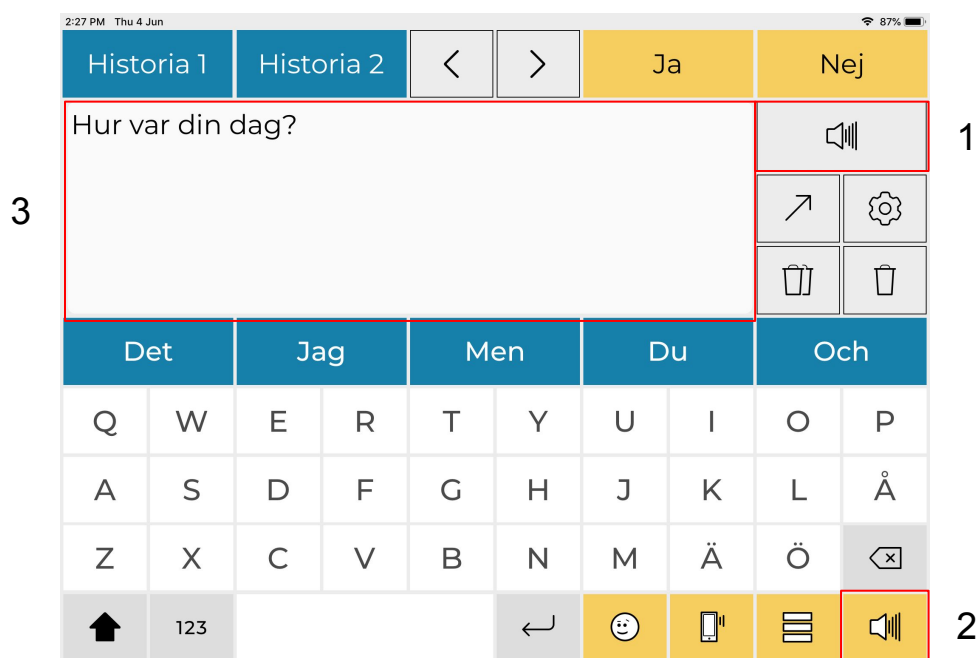 2:27 PM Thu 4 Jun 87%
Historia 1 Historia 2 Ja Nej
Hur var din dag?
1
3
Det Jag Men Du Och
Q W E R T Y U I O P
A S D F G H J K L Å
Z X C V B N M Ä Ö
123
2